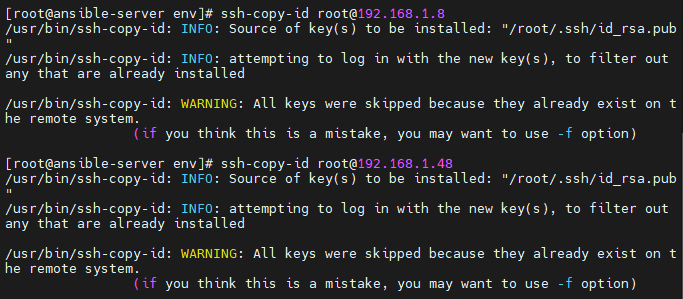 [root@ansible-server env]# ssh-copy-id root@192.168.1.8
/usr/bin/ssh-copy-id: INFO: Source of key(s) to be installed: "/root/.ssh/id_rsa.pub
"
/usr/bin/ssh-copy-id: INFO: attempting to log in with the new key(s), to filter out
any that are already installed

/usr/bin/ssh-copy-id: WARNING: All keys were skipped because they already exist on t
he remote system.
                (if you think this is a mistake, you may want to use -f option)

[root@ansible-server env]# ssh-copy-id root@192.168.1.48
/usr/bin/ssh-copy-id: INFO: Source of key(s) to be installed: "/root/.ssh/id_rsa.pub
"
/usr/bin/ssh-copy-id: INFO: attempting to log in with the new key(s), to filter out
any that are already installed

/usr/bin/ssh-copy-id: WARNING: All keys were skipped because they already exist on t
he remote system.
                (if you think this is a mistake, you may want to use -f option)